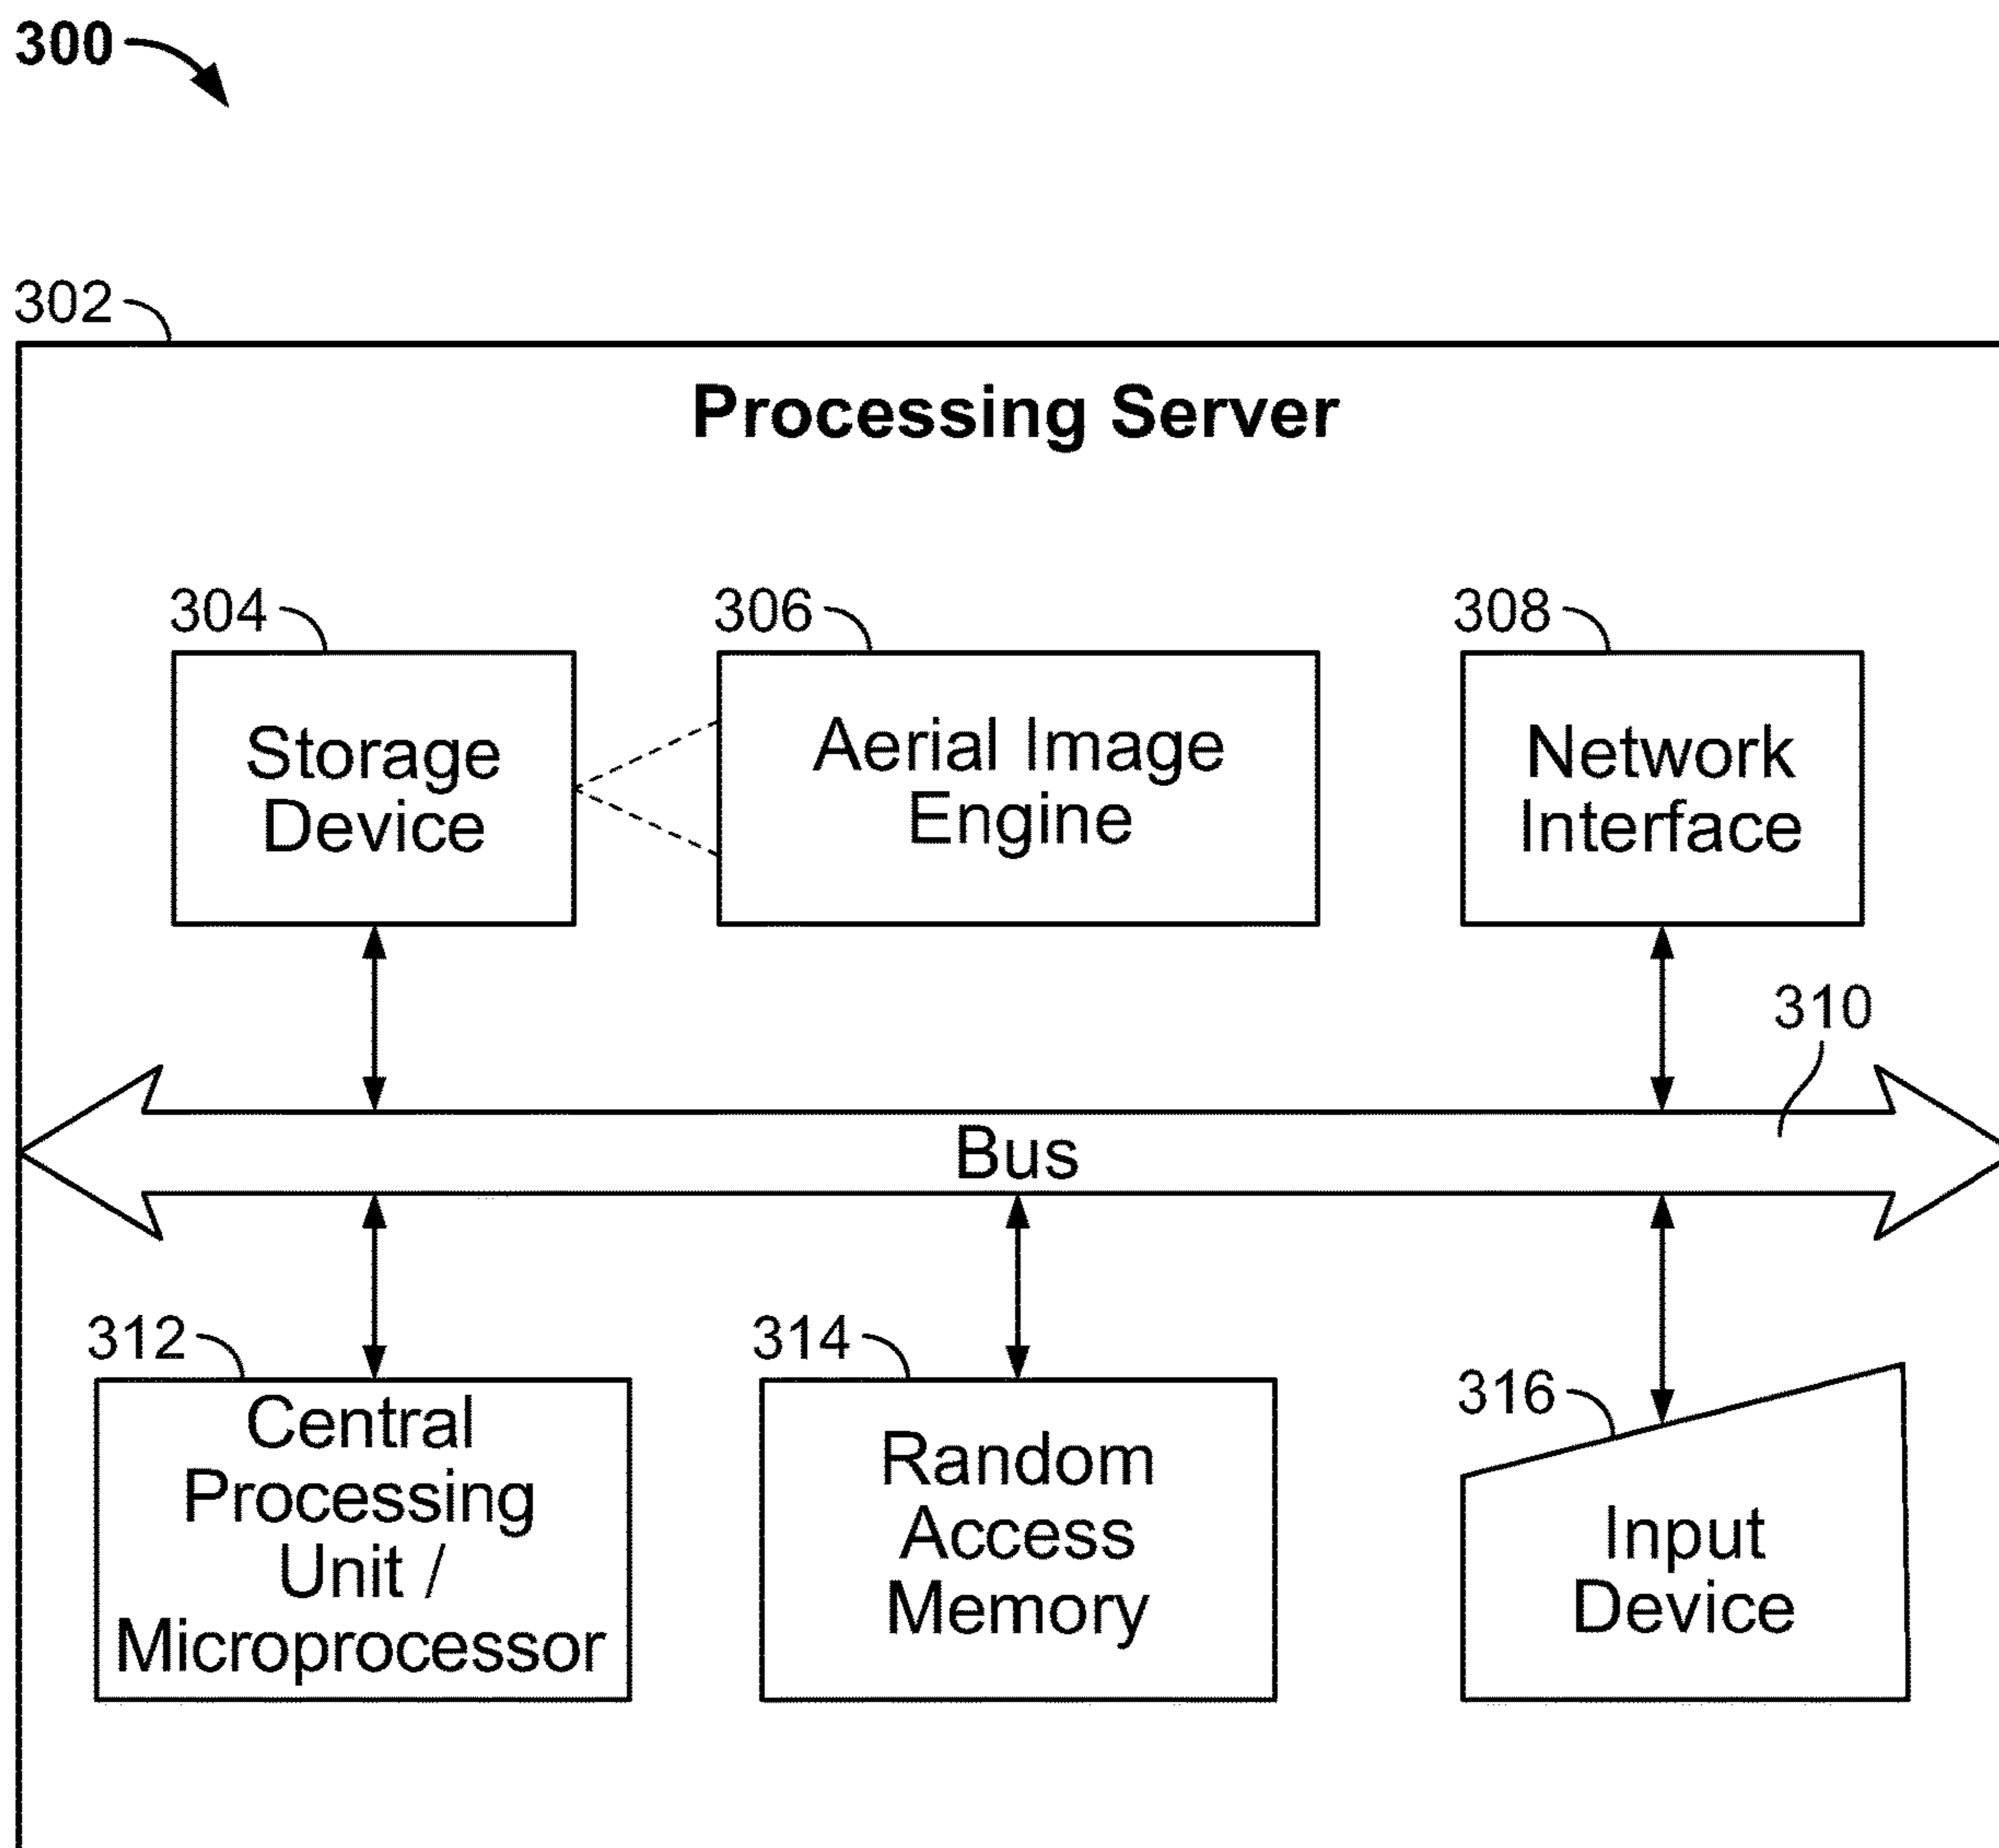 300
302
Processing Server
304
306
308
Storage
Device
Aerial Image
Engine
Network
Interface
310
Bus
312
314
316
Central
Processing
Unit /
Microprocessor
Random
Access
Memory
Input
Device